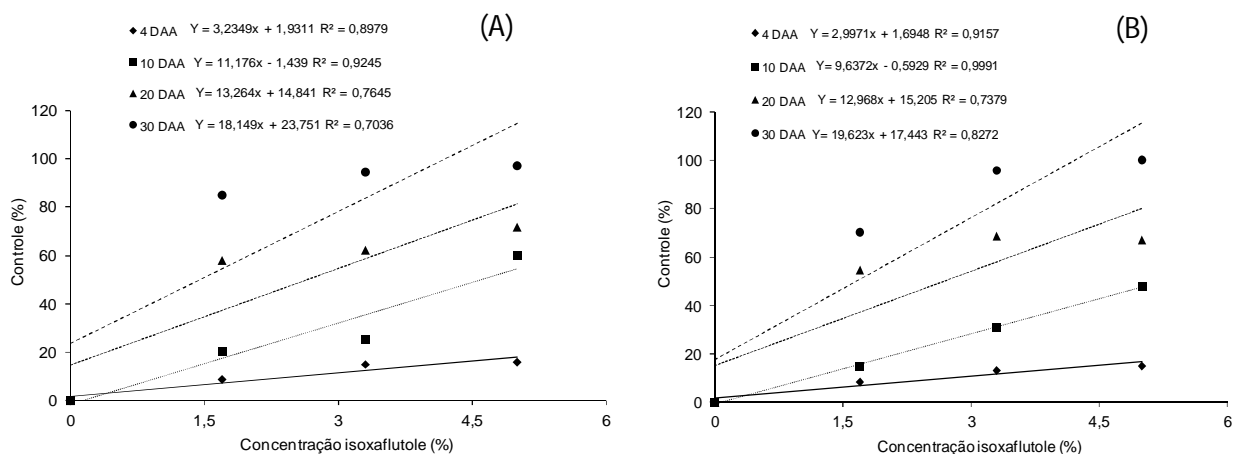 (A)
4 DAA Y = 3,2349x + 1,9311 R² = 0,8979
10 DAA Y = 11,176x - 1,439 R² = 0,9245
20 DAA Y = 13,264x + 14,841 R² = 0,7645
30 DAA Y = 18,149x + 23,751 R² = 0,7036
120
100
80
60
40
20
0
Controle (%)
0 1,5 3 4,5 6
Concentração isoxaflutole (%)
(B)
4 DAA Y = 2,9971x + 1,6948 R² = 0,9157
10 DAA Y = 9,6372x - 0,5929 R² = 0,9991
20 DAA Y = 12,968x + 15,205 R² = 0,7379
30 DAA Y= 19,623x + 17,443 R² = 0,8272
120
100
80
60
40
20
0
Controle (%)
0 1,5 3 4,5 6
Concentração isoxaflutole (%)